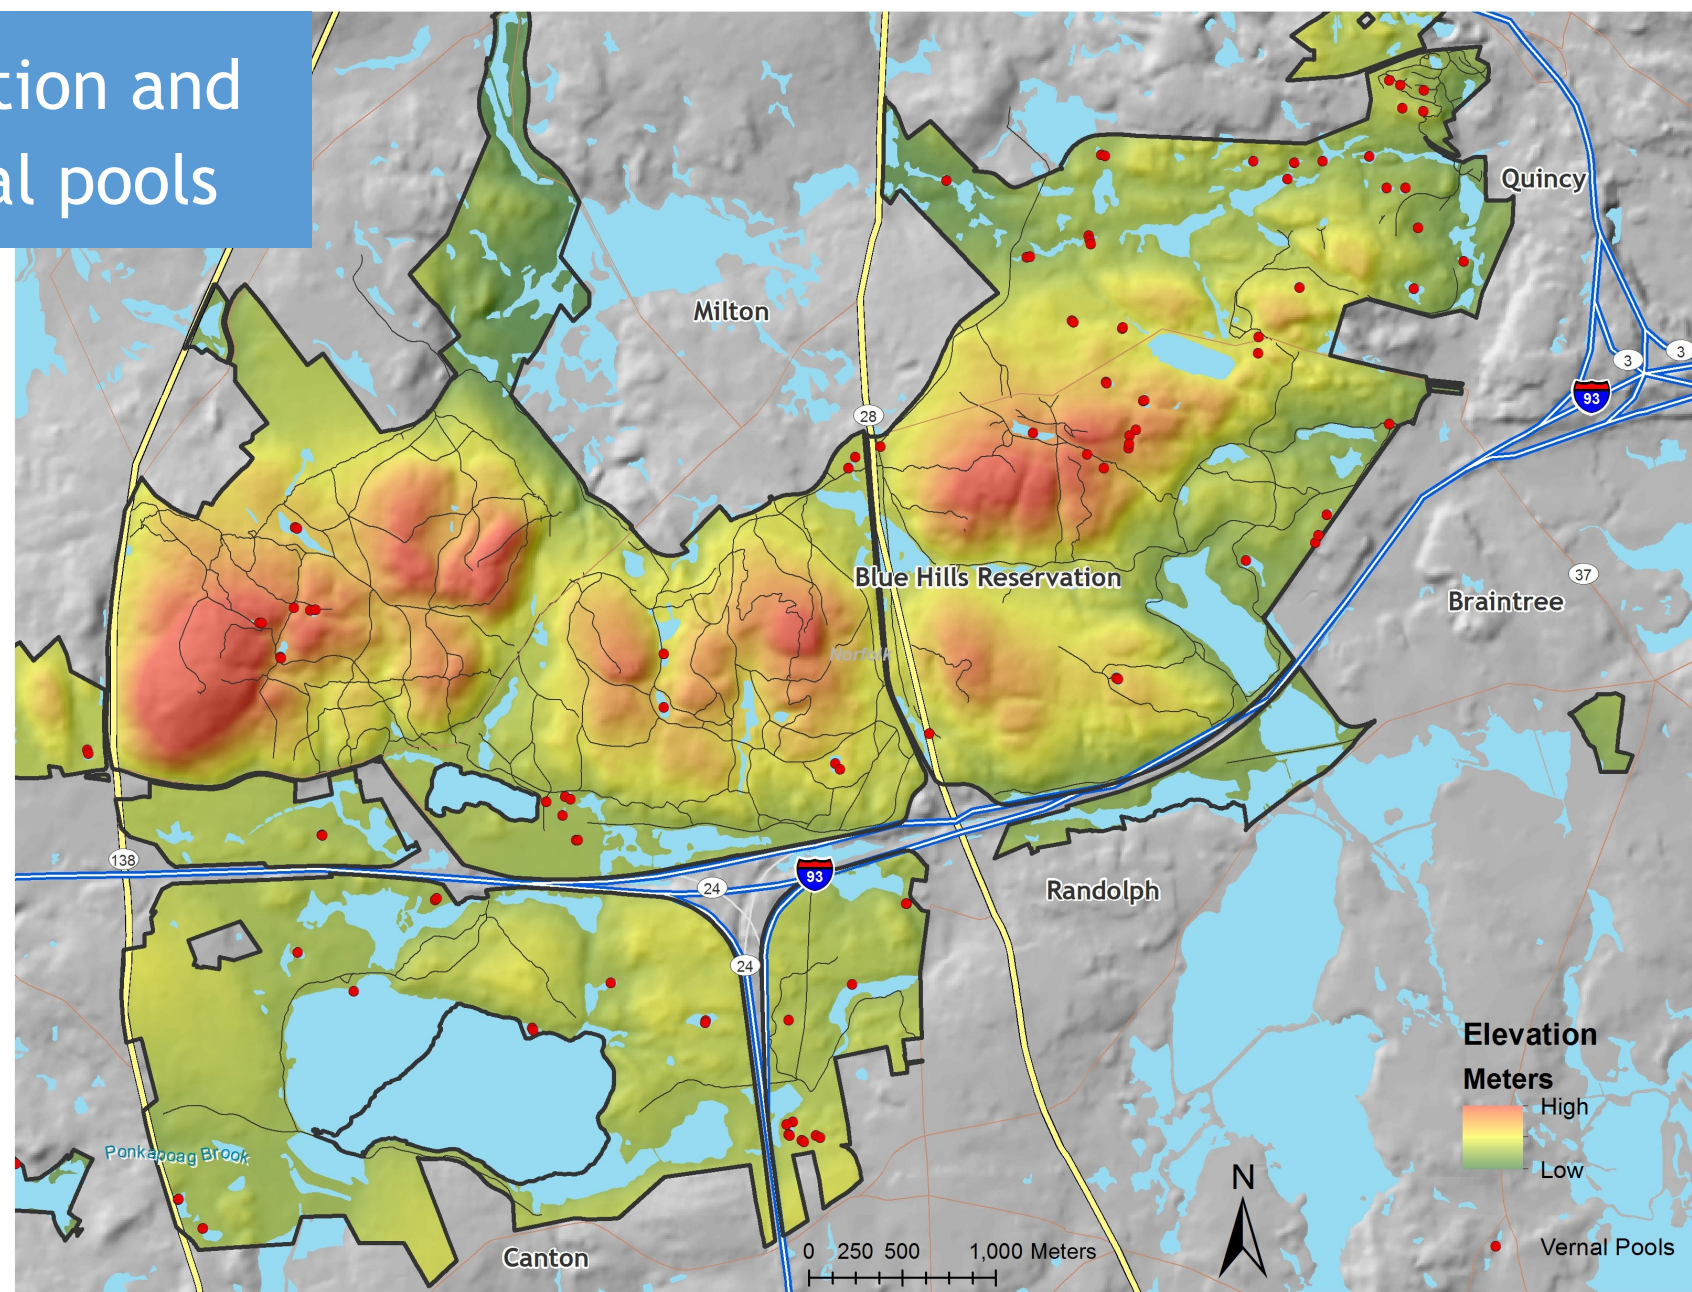 tion and
al pools
Quincy
Milton
3
3
93
28
Blue Hills Reservation
37
Braintree
Norfolk
138
93
24
Randolph
24
Elevation
Meters
High
Low
Ponkapoag Brook
N
Canton
0 250 500 1,000 Meters
Vernal Pools